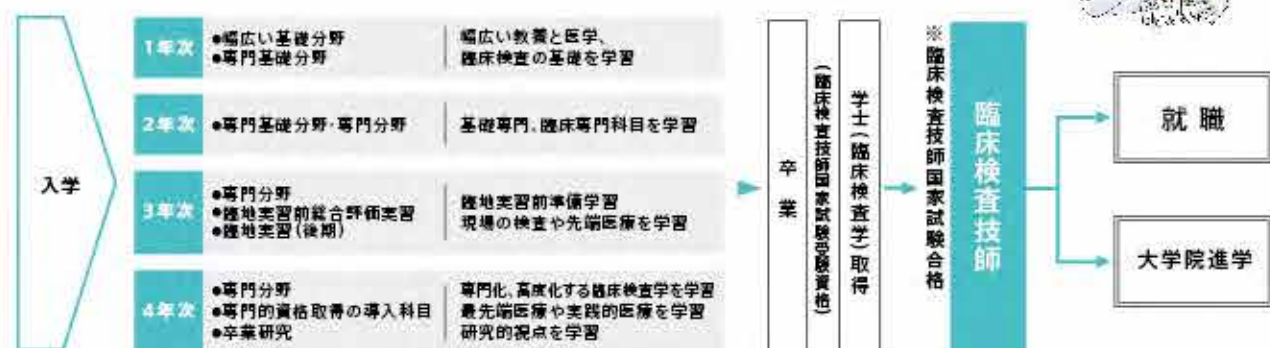 入学
1年次
●幅広い基礎分野
●専門基礎分野
幅広い教養と医学、
臨床検査の基礎を学習
2年次
●専門基礎分野・専門分野
基礎専門、臨床専門科目を学習
3年次
●専門分野
●臨地実習前総合評価実習
●臨地実習(後期)
臨地実習前準備学習
現場の検査や先端医療を学習
4年次
●専門分野
●専門的資格取得の導入科目
●卒業研究
専門化、高度化する臨床検査学を学習
最先端医療や実践的医療を学習
研究的視点を学習
卒業
(臨床検査技師国家試験受験資格)
学士(臨床検査学)取得
※臨床検査技師国家試験合格
臨床検査技師
就職
大学院進学